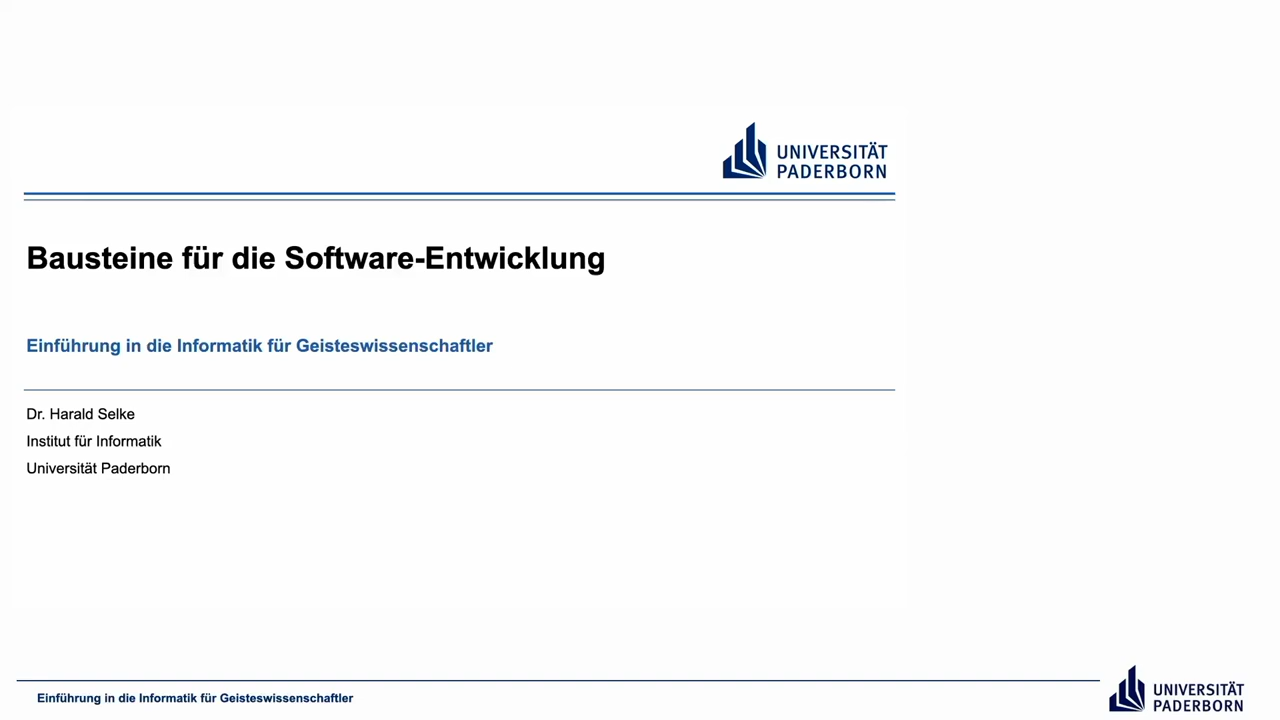 UNIVERSITÄT
PADERBORN
Bausteine für die Software-Entwicklung
Einführung in die Informatik für Geisteswissenschaftler
Dr. Harald Selke
Institut für Informatik
Universität Paderborn
Einführung in die Informatik für Geisteswissenschaftler
UNIVERSITÄT
PADERBORN